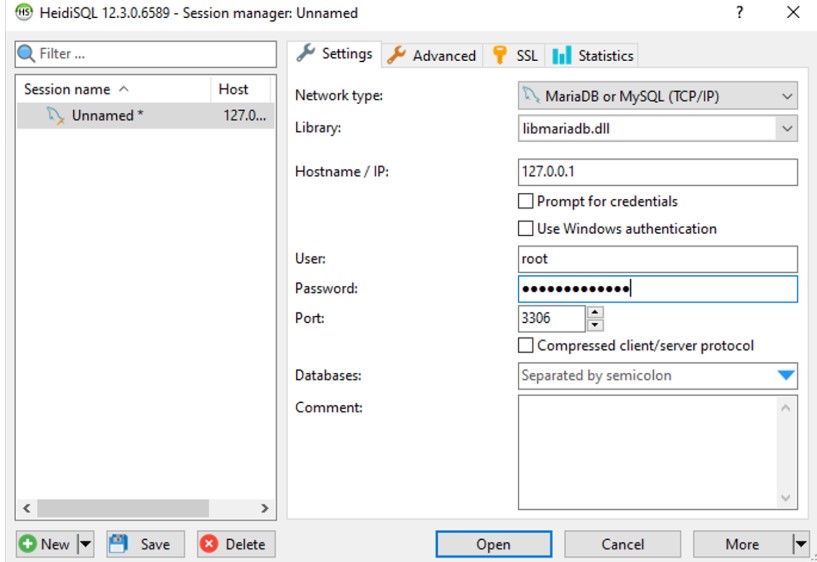 HeidiSQL 12.3.0.6589 - Session manager: Unnamed ? X
Filter ...
Session name Host
Unnamed * 127.0...
Settings Advanced SSL Statistics
Network type: MariaDB or MySQL (TCP/IP)
Library: libmariadb.dll
Hostname / IP: 127.0.0.1
Prompt for credentials
Use Windows authentication
User: root
Password: •••••••••••••
Port: 3306
Compressed client/server protocol
Databases: Separated by semicolon
Comment:
New Save Delete Open Cancel More